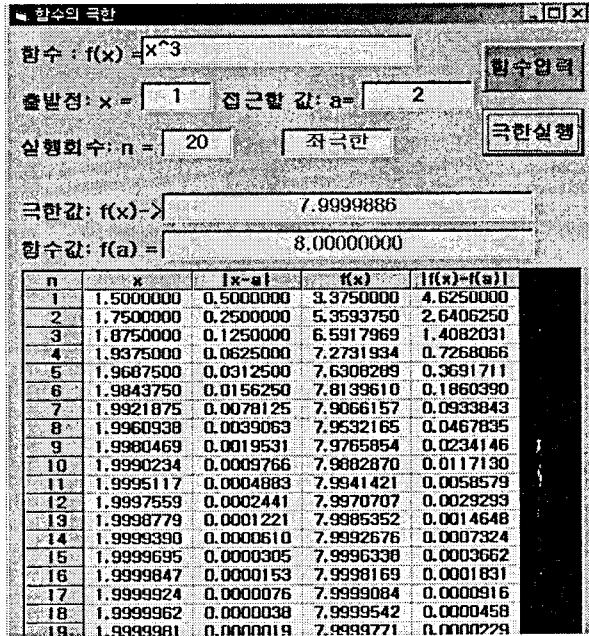 함수의 극한
함수 : f(x) = x^3
함수입력
출발점: x = 1 접근할 값: a= 2
실행회수: n = 20 좌극한
극한실행
극한값: f(x)-> 7.9999886
함수값: f(a) = 8.00000000
n x |x-a| f(x) |f(x)-f(a)|
1 1.5000000 0.5000000 3.3750000 4.6250000
2 1.7500000 0.2500000 5.3593750 2.6406250
3 1.8750000 0.1250000 6.5917969 1.4082031
4 1.9375000 0.0625000 7.2731934 0.7268066
5 1.9687500 0.0312500 7.6308289 0.3691711
6 1.9843750 0.0156250 7.8139610 0.1860390
7 1.9921875 0.0078125 7.9066157 0.0933843
8 1.9960938 0.0039063 7.9532165 0.0467835
9 1.9980469 0.0019531 7.9765854 0.0234146
10 1.9990234 0.0009766 7.9882870 0.0117130
11 1.9995117 0.0004883 7.9941421 0.0058579
12 1.9997559 0.0002441 7.9970707 0.0029293
13 1.9998779 0.0001221 7.9985352 0.0014648
14 1.9999390 0.0000610 7.9992676 0.0007324
15 1.9999695 0.0000305 7.9996338 0.0003662
16 1.9999847 0.0000153 7.9998169 0.0001831
17 1.9999924 0.0000076 7.9999084 0.0000916
18 1.9999962 0.0000038 7.9999542 0.0000458
19 1.9999981 0.0000019 7.9999771 0.0000229